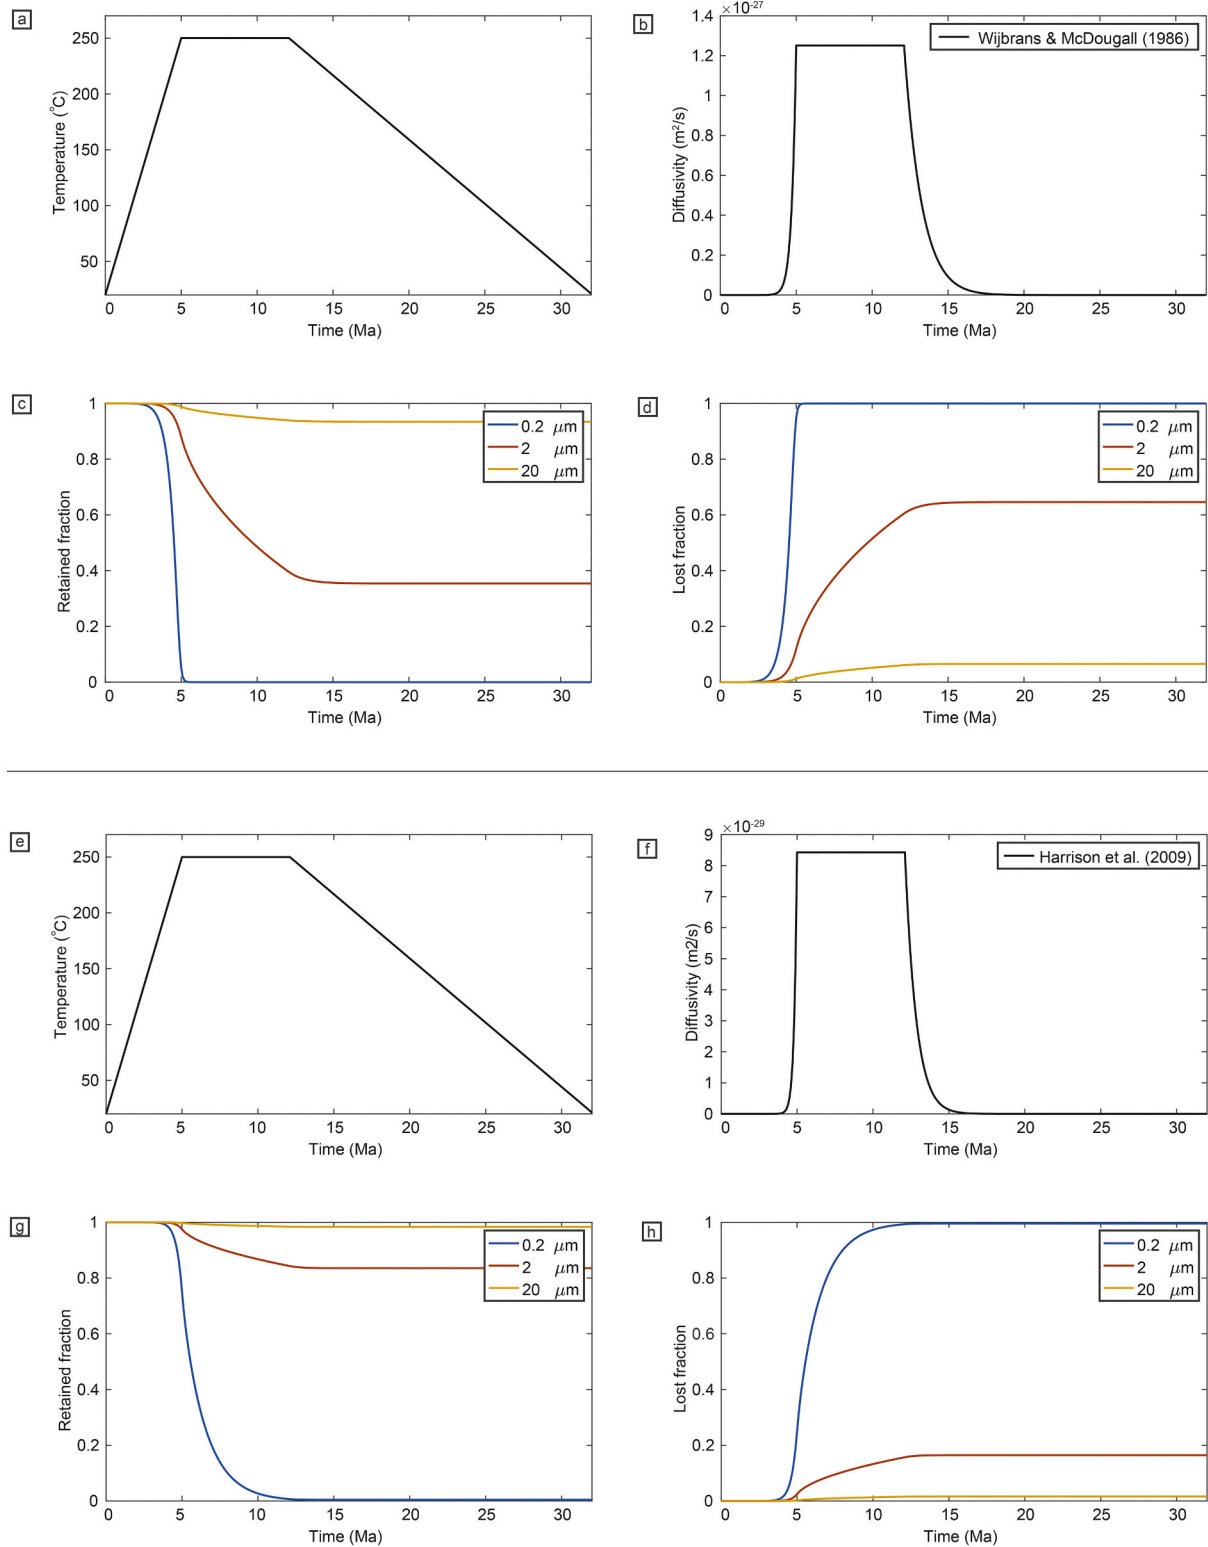 a
250
200
150
100
50
Temperature (°C)
0 5 10 15 20 25 30
Time (Ma)
b
×10-27
1.4
1.2
1
0.8
0.6
0.4
0.2
0
Diffusivity (m2/s)
Wijbrans & McDougall (1986)
0 5 10 15 20 25 30
Time (Ma)
c
1
0.8
0.6
0.4
0.2
0
Retained fraction
0.2 μm
2 μm
20 μm
0 5 10 15 20 25 30
Time (Ma)
d
1
0.8
0.6
0.4
0.2
0
Lost fraction
0.2 μm
2 μm
20 μm
0 5 10 15 20 25 30
Time (Ma)
e
250
200
150
100
50
Temperature (°C)
0 5 10 15 20 25 30
Time (Ma)
f
×10-29
9
8
7
6
5
4
3
2
1
0
Diffusivity (m2/s)
Harrison et al. (2009)
0 5 10 15 20 25 30
Time (Ma)
g
1
0.8
0.6
0.4
0.2
0
Retained fraction
0.2 μm
2 μm
20 μm
0 5 10 15 20 25 30
Time (Ma)
h
1
0.8
0.6
0.4
0.2
0
Lost fraction
0.2 μm
2 μm
20 μm
0 5 10 15 20 25 30
Time (Ma)